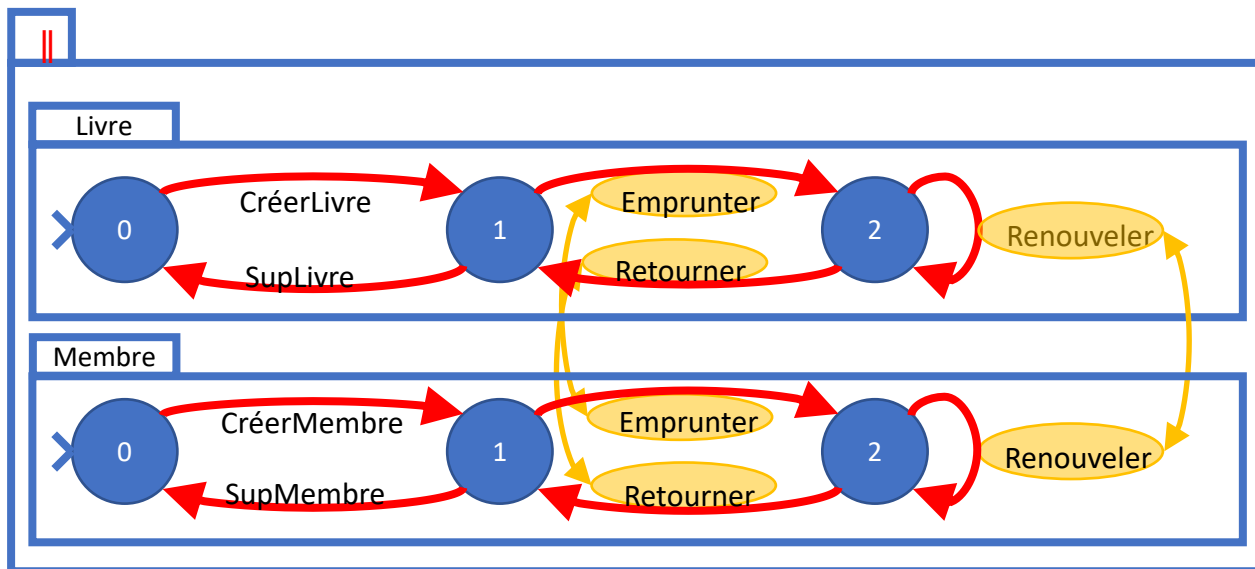 ||
Livre
0
CréerLivre
SupLivre
1
Emprunter
Retourner
2
Renouveler
Membre
0
CréerMembre
SupMembre
1
Emprunter
Retourner
2
Renouveler